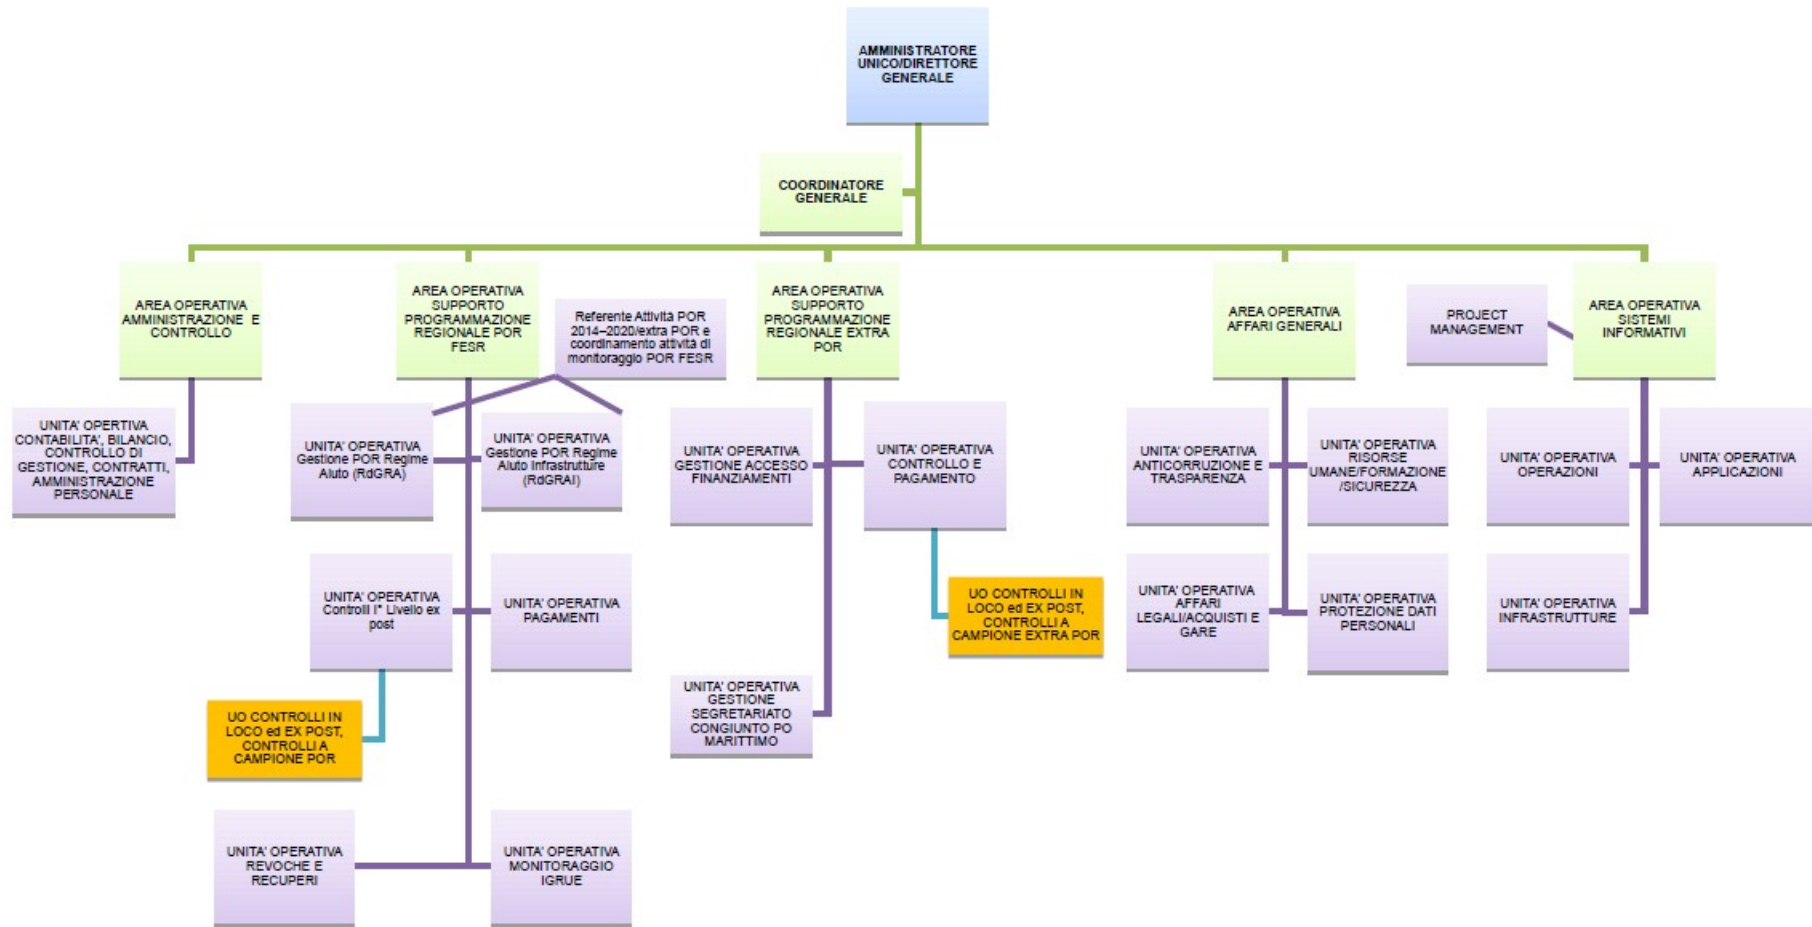 AMMINISTRATORE
UNICO/DIRETTORE
GENERALE
COORDINATORE
GENERALE
AREA OPERATIVA
AMMINISTRAZIONE E
CONTROLLO
AREA OPERATIVA
SUPPORTO
PROGRAMMAZIONE
REGIONALE POR
FESR
Referente Attività POR
2014–2020/extra POR e
coordinamento attività di
monitoraggio POR FESR
AREA OPERATIVA
SUPPORTO
PROGRAMMAZIONE
REGIONALE EXTRA
POR
AREA OPERATIVA
AFFARI GENERALI
PROJECT
MANAGEMENT
AREA OPERATIVA
SISTEMI
INFORMATIVI
UNITA' OPERTIVA
CONTABILITA', BILANCIO,
CONTROLLO DI
GESTIONE, CONTRATTI,
AMMINISTRAZIONE
PERSONALE
UNITA' OPERATIVA
Gestione POR Regime
Aiuto (RdGRA)
UNITA' OPERATIVA
Gestione POR Regime
Aiuto Infrastrutture
(RdGRAI)
UNITA' OPERATIVA
GESTIONE ACCESSO
FINANZIAMENTI
UNITA' OPERATIVA
CONTROLLO E
PAGAMENTO
UNITA' OPERATIVA
ANTICORRUZIONE E
TRASPARENZA
UNITA' OPERATIVA
RISORSE
UMANE/FORMAZIONE
/SICUREZZA
UNITA' OPERATIVA
OPERAZIONI
UNITA' OPERATIVA
APPLICAZIONI
UNITA' OPERATIVA
Controlli I° Livello ex
post
UNITA' OPERATIVA
PAGAMENTI
UO CONTROLLI IN
LOCO ed EX POST,
CONTROLLI A
CAMPIONE EXTRA POR
UNITA' OPERATIVA
AFFARI
LEGALI/ACQUISTI E
GARE
UNITA' OPERATIVA
PROTEZIONE DATI
PERSONALI
UNITA' OPERATIVA
INFRASTRUTTURE
UO CONTROLLI IN
LOCO ed EX POST,
CONTROLLI A
CAMPIONE POR
UNITA' OPERATIVA
GESTIONE
SEGRETARIATO
CONGIUNTO PO
MARITTIMO
UNITA' OPERATIVA
REVOCHE E
RECUPERI
UNITA' OPERATIVA
MONITORAGGIO
IGRUE